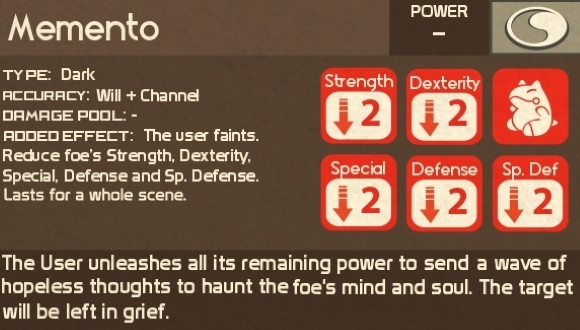 Memento
POWER
–
TYPE: Dark
ACCURACY: Will + Channel
DAMAGE POOL: -
ADDED EFFECT: The user faints.
Reduce foe's Strength, Dexterity,
Special, Defense and Sp. Defense.
Lasts for a whole scene.
Strength
2
Dexterity
2
Special
2
Defense
2
Sp. Def
2
The User unleashes all its remaining power to send a wave of
hopeless thoughts to haunt the foe's mind and soul. The target
will be left in grief.